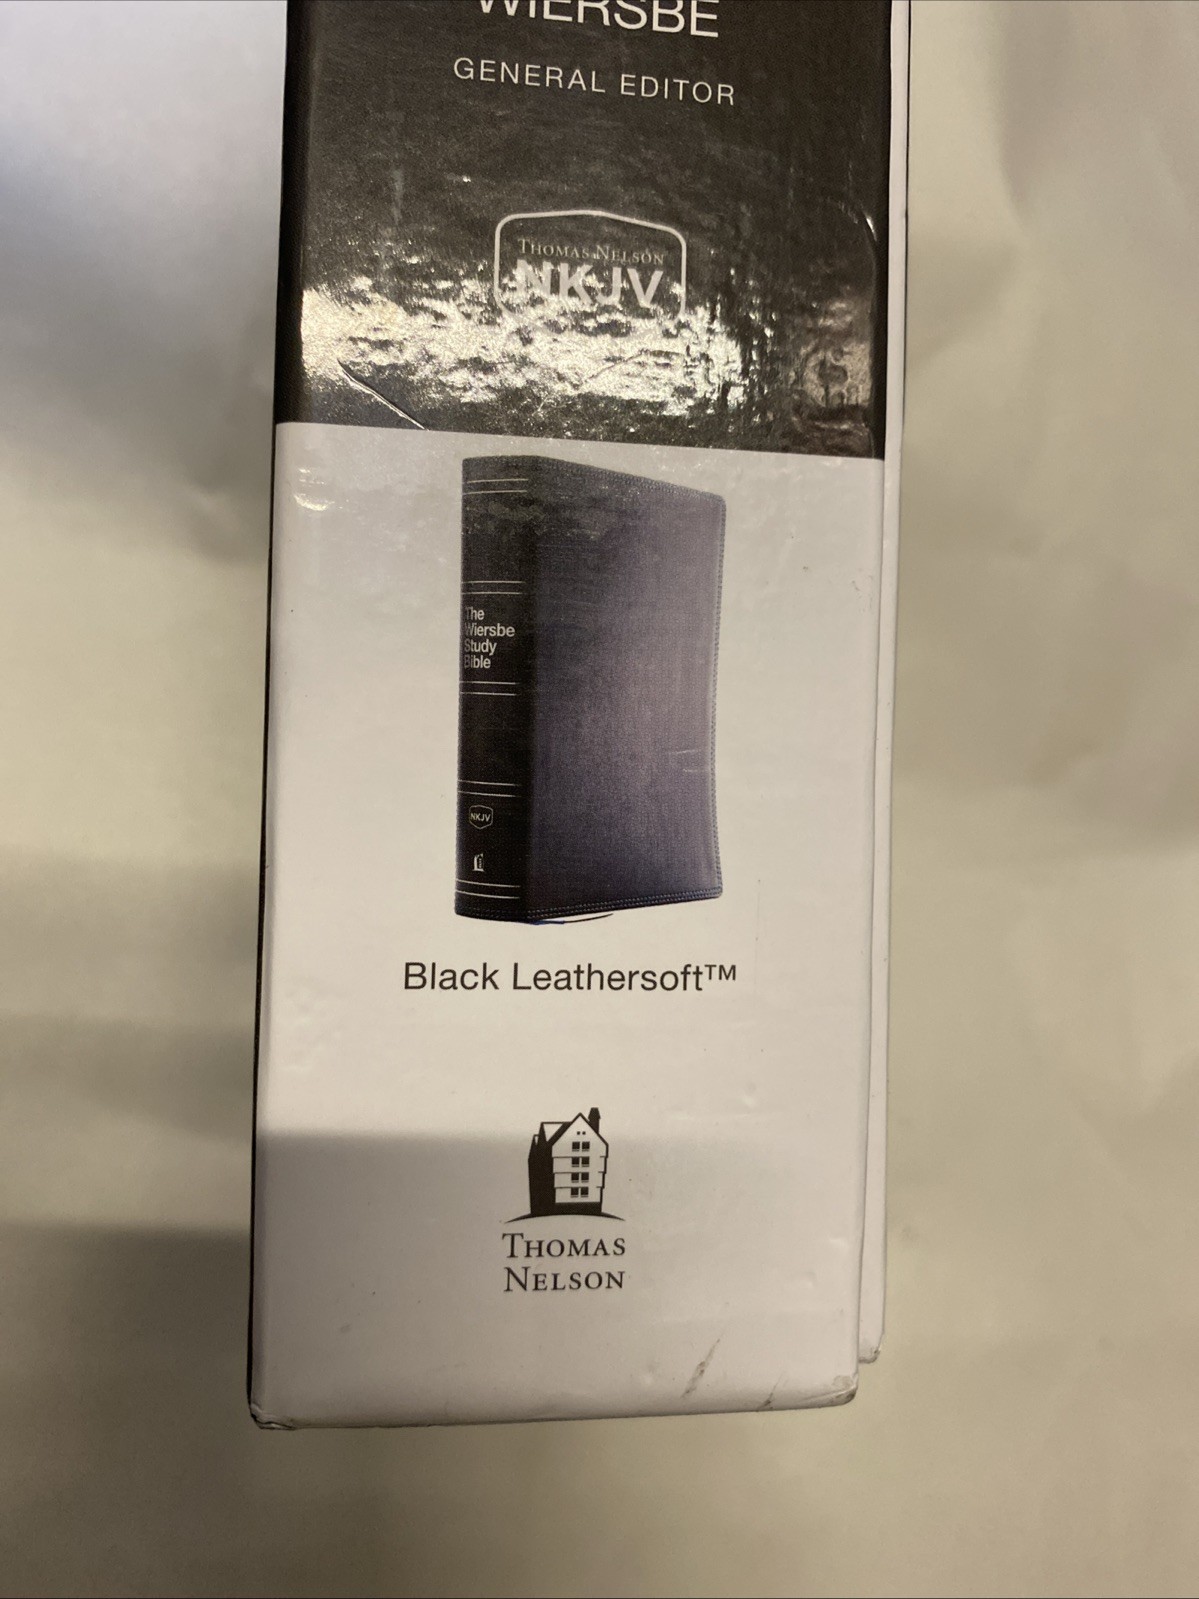 WIERSBE
GENERAL EDITOR
THOMAS NELSON
NKJV
The
Wiersbe
Study
Bible
NKJV
Black Leathersoft™
THOMAS
NELSON